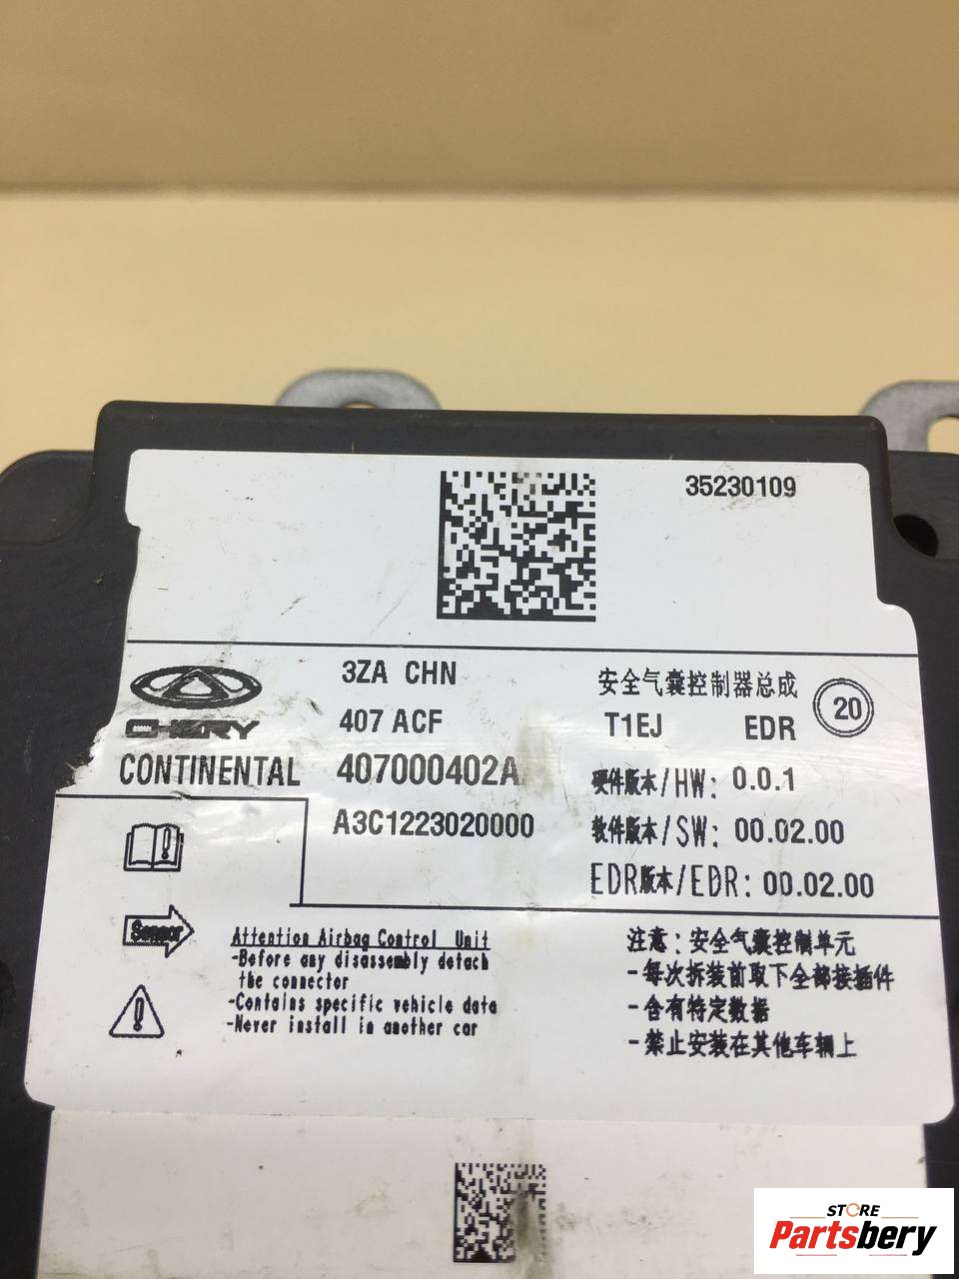 35230109
3ZA CHN
安全气囊控制器总成
20
CHERY
407 ACF
T1EJ
EDR
CONTINENTAL
407000402A
硬件版本/HW: 0.0.1
A3C1223020000
软件版本/SW: 00.02.00
EDR版本/EDR: 00.02.00
Sensor
Attention Airbag Control Unit
-Before any disassembly detach
the connector
-Contains specific vehicle data
-Never install in another car
注意:安全气囊控制单元
-每次拆装前取下全部接插件
-含有特定数据
-禁止安装在其他车辆上
STORE
Partsbery